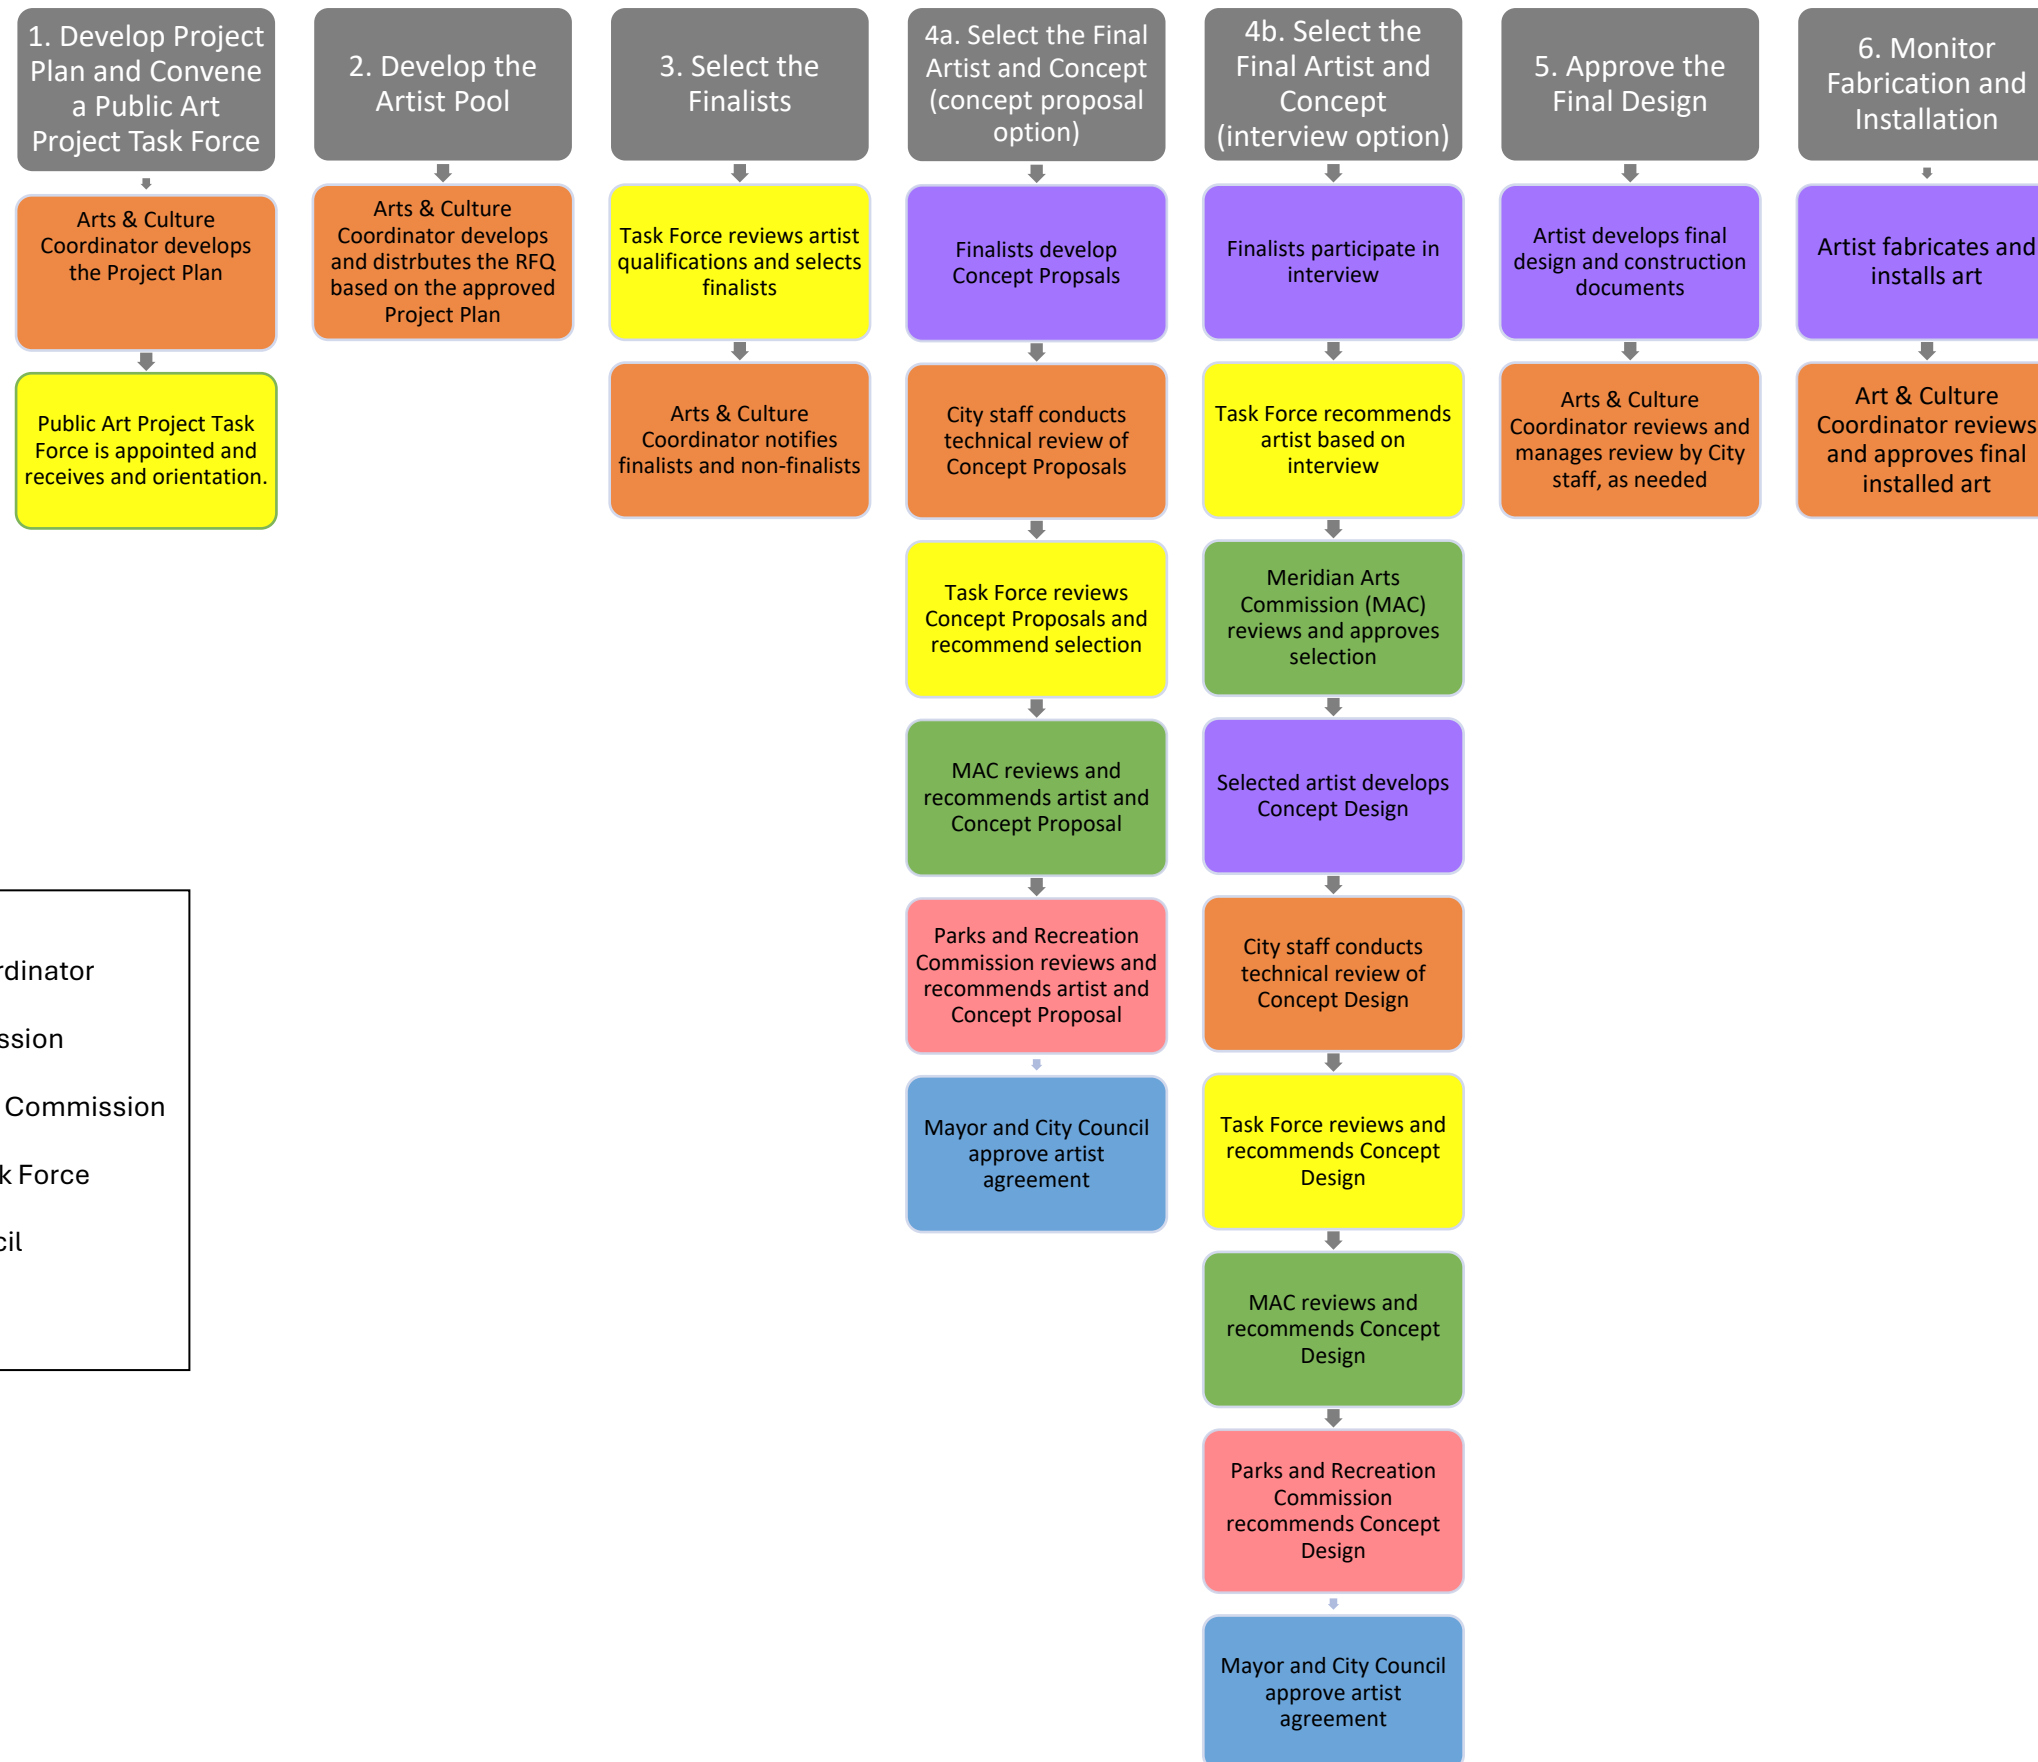 1. Develop Project
Plan and Convene
a Public Art
Project Task Force
Arts & Culture
Coordinator develops
the Project Plan
Public Art Project Task
Force is appointed and
receives and orientation.
2. Develop the
Artist Pool
Arts & Culture
Coordinator develops
and distrbutes the RFQ
based on the approved
Project Plan
3. Select the
Finalists
Task Force reviews artist
qualifications and selects
finalists
Arts & Culture
Coordinator notifies
finalists and non-finalists
4a. Select the Final
Artist and Concept
(concept proposal
option)
Finalists develop
Concept Propsals
City staff conducts
technical review of
Concept Proposals
Task Force reviews
Concept Proposals and
recommend selection
MAC reviews and
recommends artist and
Concept Proposal
Parks and Recreation
Commission reviews and
recommends artist and
Concept Proposal
Mayor and City Council
approve artist
agreement
4b. Select the
Final Artist and
Concept
(interview option)
Finalists participate in
interview
Task Force recommends
artist based on
interview
Meridian Arts
Commission (MAC)
reviews and approves
selection
Selected artist develops
Concept Design
City staff conducts
technical review of
Concept Design
Task Force reviews and
recommends Concept
Design
MAC reviews and
recommends Concept
Design
Parks and Recreation
Commission
recommends Concept
Design
Mayor and City Council
approve artist
agreement
5. Approve the
Final Design
Artist develops final
design and construction
documents
Arts & Culture
Coordinator reviews and
manages review by City
staff, as needed
6. Monitor
Fabrication and
Installation
Artist fabricates and
installs art
Art & Culture
Coordinator reviews
and approves final
installed art
rdinator
ssion
Commission
k Force
cil